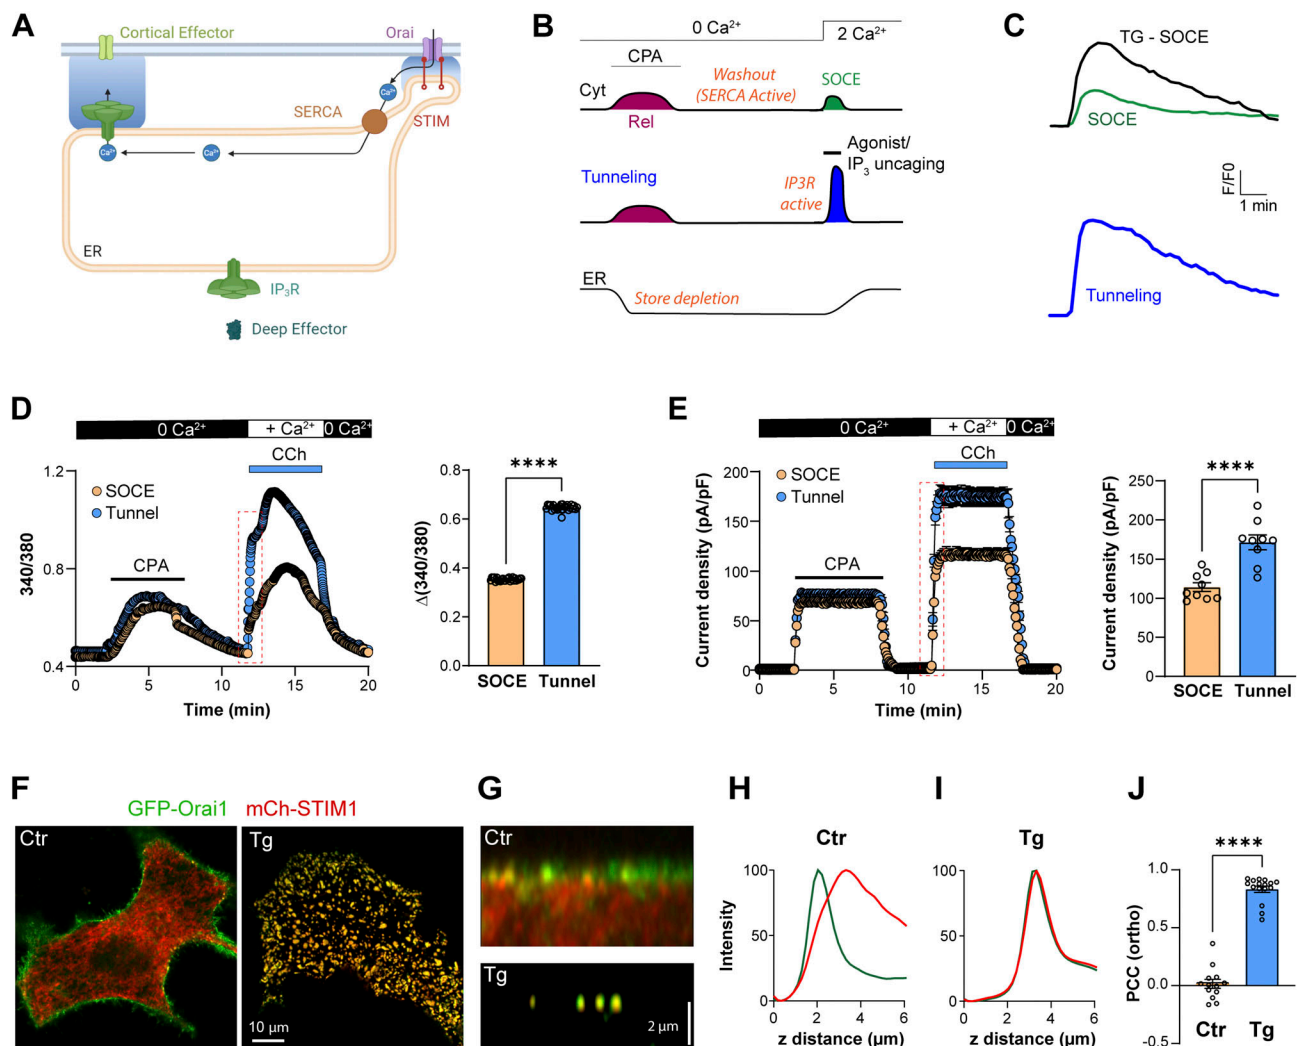 A
Cortical Effector
Orai
Ca²⁺
SERCA
STIM
Ca²⁺
Ca²⁺
ER
IP₃R
Deep Effector
B
0 Ca²⁺
2 Ca²⁺
CPA
Washout
(SERCA Active)
SOCE
Cyt
Rel
Agonist/
IP₃ uncaging
Tunneling
IP3R
active
ER
Store depletion
C
TG - SOCE
SOCE
F/F0
1 min
Tunneling
D
0 Ca²⁺
+ Ca²⁺
0 Ca²⁺
CCh
SOCE
Tunnel
CPA
340/380
1.2
0.8
0.4
0
5
10
15
20
Time (min)
****
Δ(340/380)
0.8
0.6
0.4
0.2
0.0
SOCE
Tunnel
E
0 Ca²⁺
+ Ca²⁺
0 Ca²⁺
CCh
SOCE
Tunnel
CPA
Current density (pA/pF)
200
150
100
50
0
0
5
10
15
20
Time (min)
****
Current density (pA/pF)
250
200
150
100
50
0
SOCE
Tunnel
F
GFP-Orai1 mCh-STIM1
Ctr
Tg
10 µm
G
Ctr
Tg
2 µm
H
Ctr
Intensity
100
50
0
0
2
4
6
z distance (µm)
I
Tg
100
50
0
0
2
4
6
z distance (µm)
J
****
PCC (ortho)
1.0
0.5
0.0
-0.5
Ctr
Tg